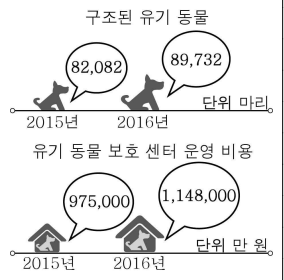 구조된 유기 동물
82,082
89,732
단위 마리
2015년
2016년
유기 동물 보호 센터 운영 비용
975,000
1,148,000
단위 만 원
2015년
2016년